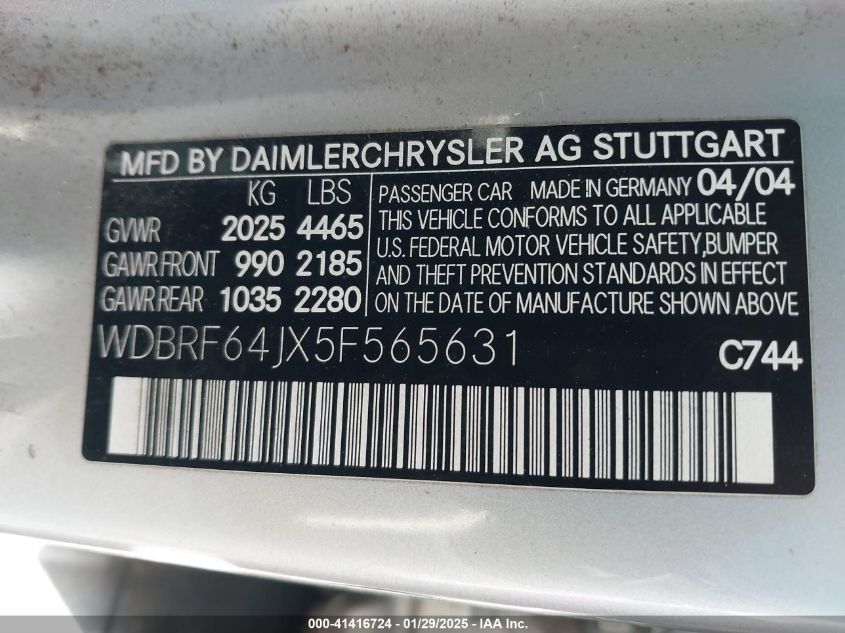 MFD BY DAIMLERCHRYSLER AG STUTTGART
KG LBS
GVWR 2025 4465
GAWR FRONT 990 2185
GAWR REAR 1035 2280
PASSENGER CAR MADE IN GERMANY 04/04
THIS VEHICLE CONFORMS TO ALL APPLICABLE
U.S. FEDERAL MOTOR VEHICLE SAFETY,BUMPER
AND THEFT PREVENTION STANDARDS IN EFFECT
ON THE DATE OF MANUFACTURE SHOWN ABOVE
WDBRF64JX5F565631
C744
000-41416724 - 01/29/2025 - IAA Inc.